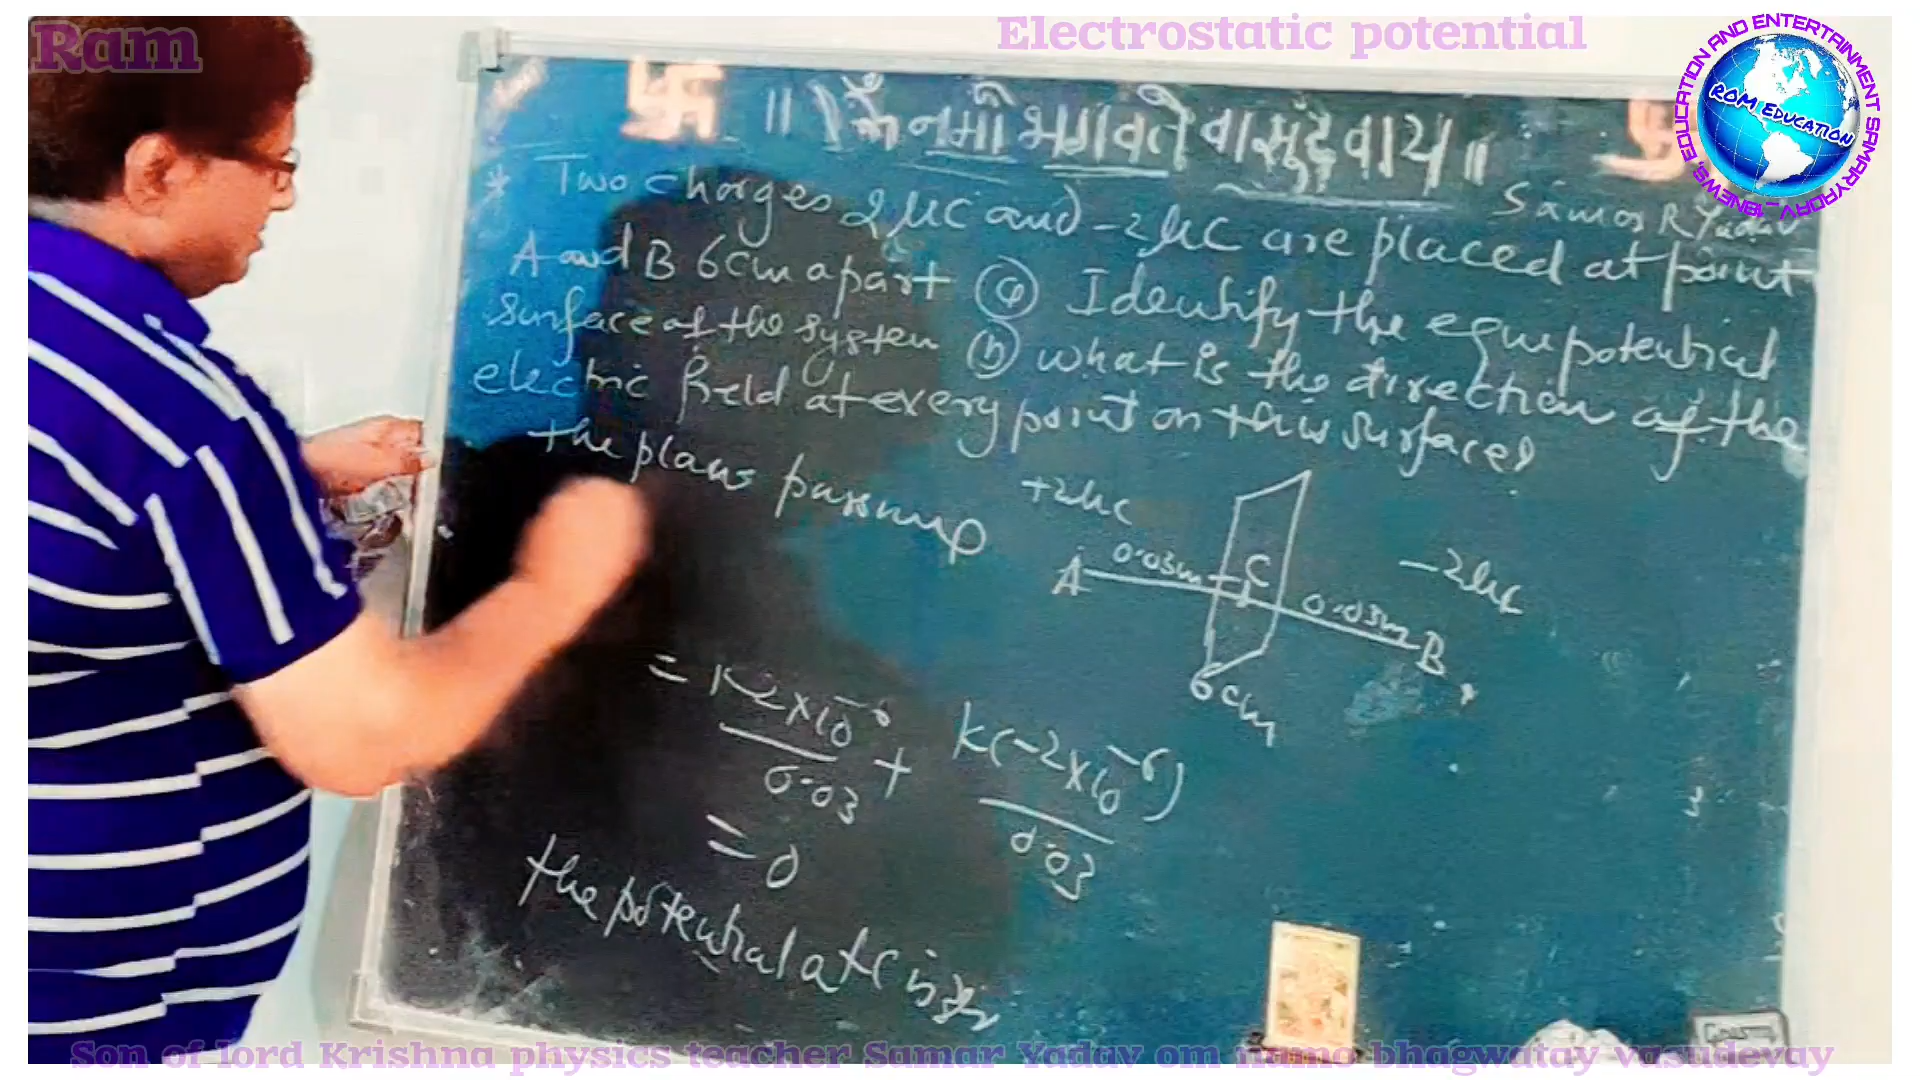 Ram
Electrostatic potential
NEWS, EDUCATION AND ENTERTAINMENT SAMARYADAV
ROM EDUCATION
॥ ॐ नमो भगवते वासुदेवाय ॥
Samar R Yadav
* Two charges 2μC and -2μC are placed at point
A and B 6cm apart (a) Identify the equipotential
surface of the system (b) what is the direction of the
electric field at every point on this surface?
the plane passing
+2μC
-2μC
A 0.03m C 0.03m B
6cm
= K 2×10⁻⁶ / 0.03 + K(-2×10⁻⁶) / 0.03
= 0
the potential at C is
Son of lord Krishna physics teacher Samar Yadav om namo bhagwatay vasudevay